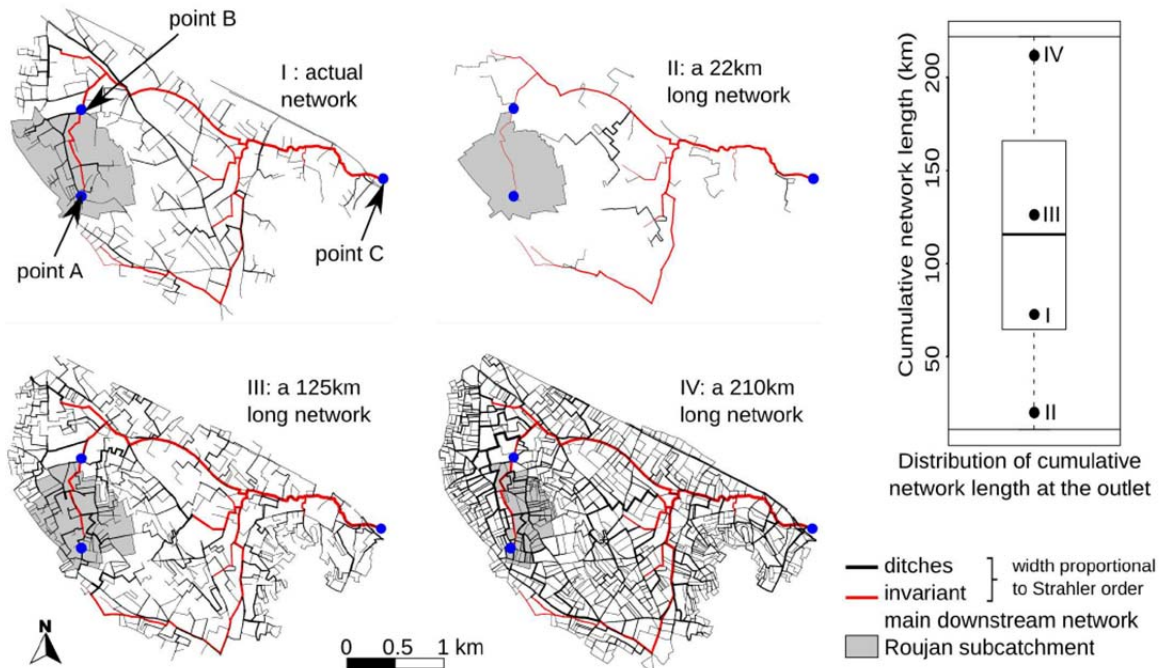 point B
I : actual
network
point A
point C
II: a 22km
long network
III: a 125km
long network
IV: a 210km
long network
N
0 0.5 1 km
Cumulative network length (km)
200
150
100
50
IV
III
I
II
Distribution of cumulative
network length at the outlet
ditches
invariant
main downstream network
width proportional
to Strahler order
Roujan subcatchment